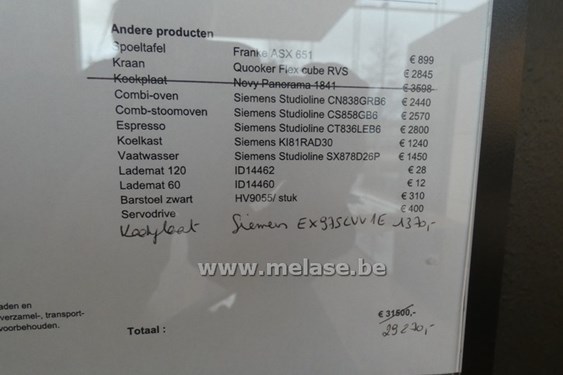 Andere producten
Spoeltafel Franke ASX 651 € 899
Kraan Quooker Flex cube RVS € 2845
Kookplaat Novy Panorama 1841 € 3598
Combi-oven Siemens Studioline CN838GRB6 € 2440
Comb-stoomoven Siemens Studioline CS858GB6 € 2570
Espresso Siemens Studioline CT836LEB6 € 2800
Koelkast Siemens KI81RAD30 € 1240
Vaatwasser Siemens Studioline SX878D26P € 1450
Lademat 120 ID14462 € 28
Lademat 60 ID14460 € 12
Barstoel zwart HV9055/ stuk € 310
Servodrive € 400
Kookplaat Siemens EX975LVV1E 1370,-
www.melase.be
aden en
verzamel-, transport-
voorbehouden.
Totaal : € 31500,-
29270,-